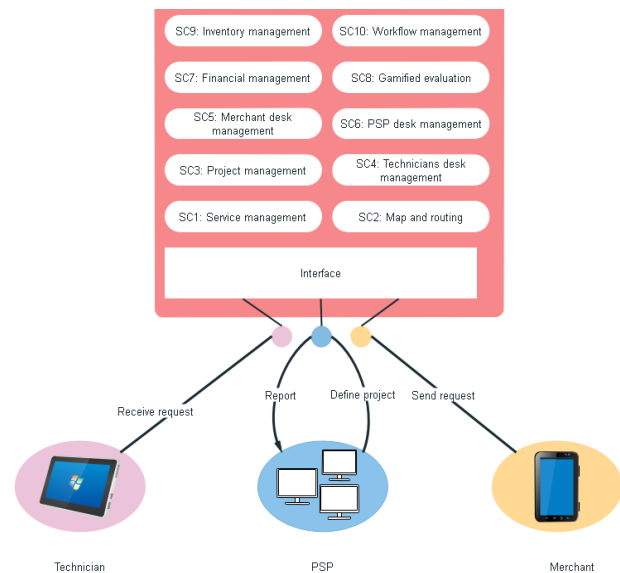 SC9: Inventory management
SC10: Workflow management
SC7: Financial management
SC8: Gamified evaluation
SC5: Merchant desk
management
SC6: PSP desk management
SC3: Project management
SC4: Technicians desk
management
SC1: Service management
SC2: Map and routing
Interface
Receive request
Report
Define project
Send request
Technician
PSP
Merchant